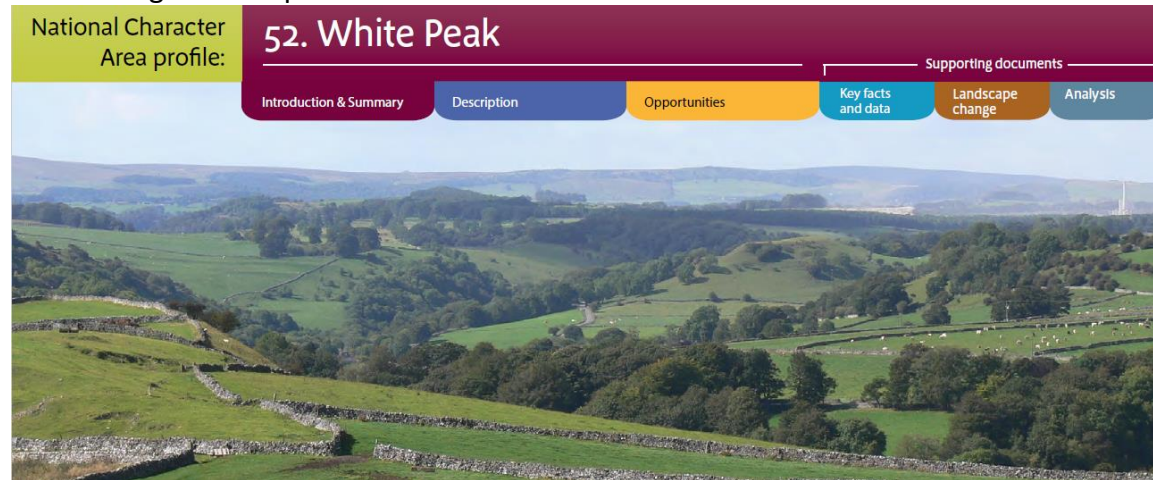 National Character
Area profile:
52. White Peak
Supporting documents
Introduction & Summary
Description
Opportunities
Key facts
and data
Landscape
change
Analysis